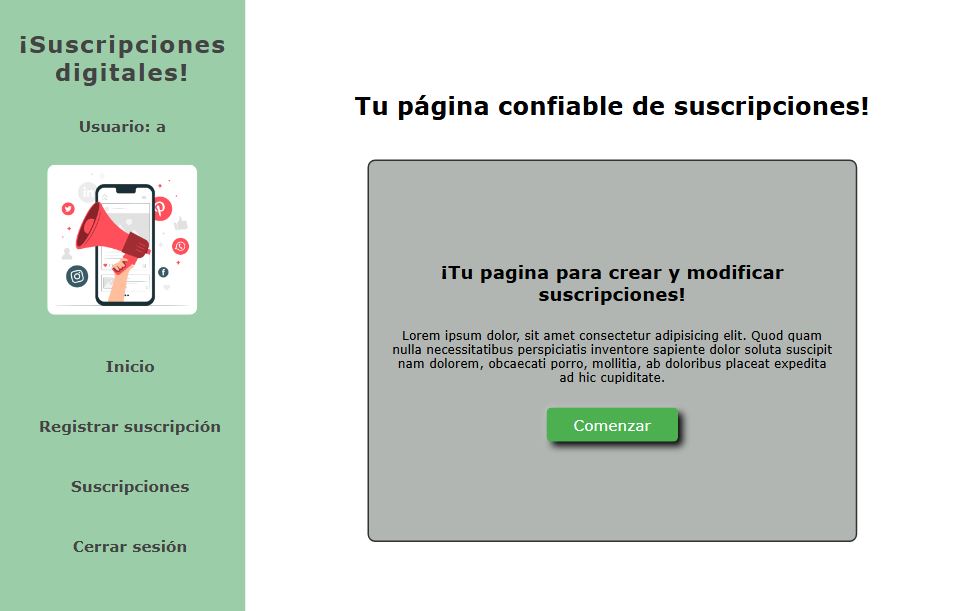 ¡Suscripciones
digitales!
Usuario: a
Inicio
Registrar suscripción
Suscripciones
Cerrar sesión
Tu página confiable de suscripciones!
¡Tu pagina para crear y modificar
suscripciones!
Lorem ipsum dolor, sit amet consectetur adipisicing elit. Quod quam
nulla necessitatibus perspiciatis inventore sapiente dolor soluta suscipit
nam dolorem, obcaecati porro, mollitia, ab doloribus placeat expedita
ad hic cupiditate.
Comenzar